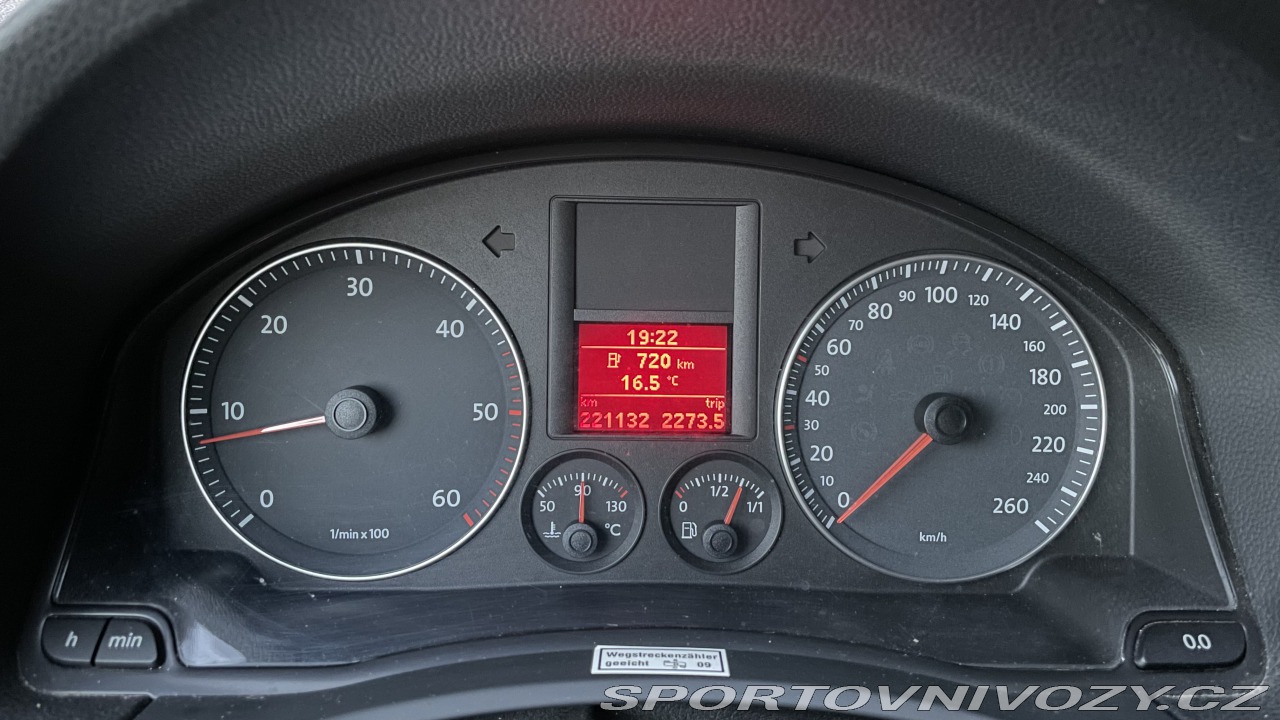 30
20
40
10
50
0
60
1/min x 100
19:22
720 km
16.5 °C
km trip
221132 2273.5
50 90 130
°C
0 1/2 1/1
0
10
20
30
40
50
60
70
80
90
100
120
140
160
180
200
220
240
260
km/h
h
min
0.0
Wegstreckenzähler
geeicht 09
SPORTOVNIVOZY.CZ